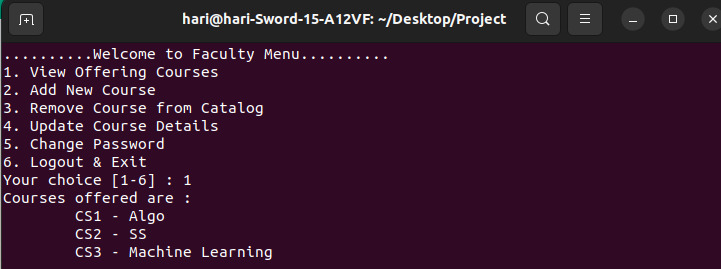 hari@hari-Sword-15-A12VF: ~/Desktop/Project
..........Welcome to Faculty Menu..........
1. View Offering Courses
2. Add New Course
3. Remove Course from Catalog
4. Update Course Details
5. Change Password
6. Logout & Exit
Your choice [1-6] : 1
Courses offered are :
        CS1 - Algo
        CS2 - SS
        CS3 - Machine Learning